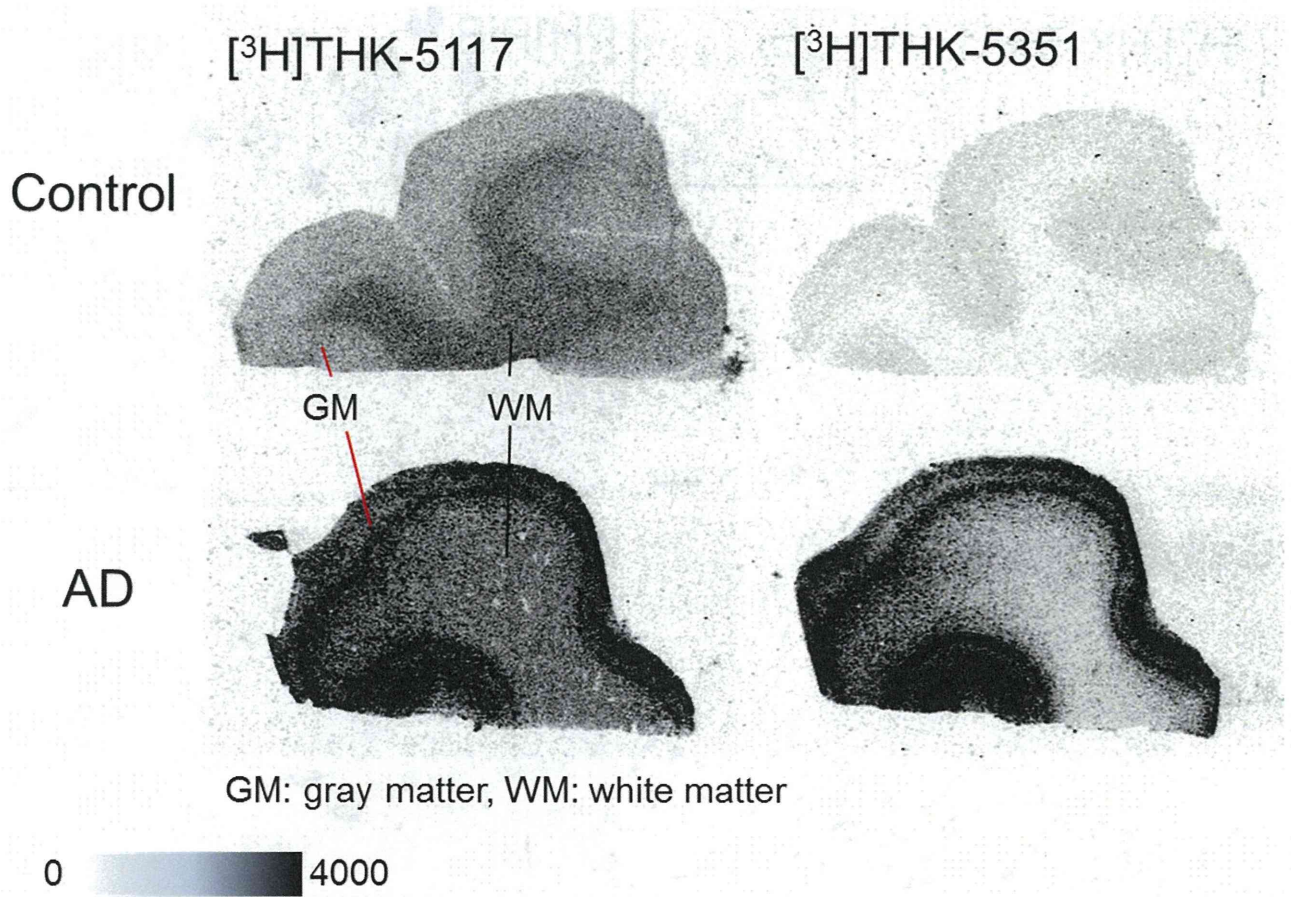 [³H]THK-5117
[³H]THK-5351
Control
GM
WM
AD
GM: gray matter, WM: white matter
0
4000